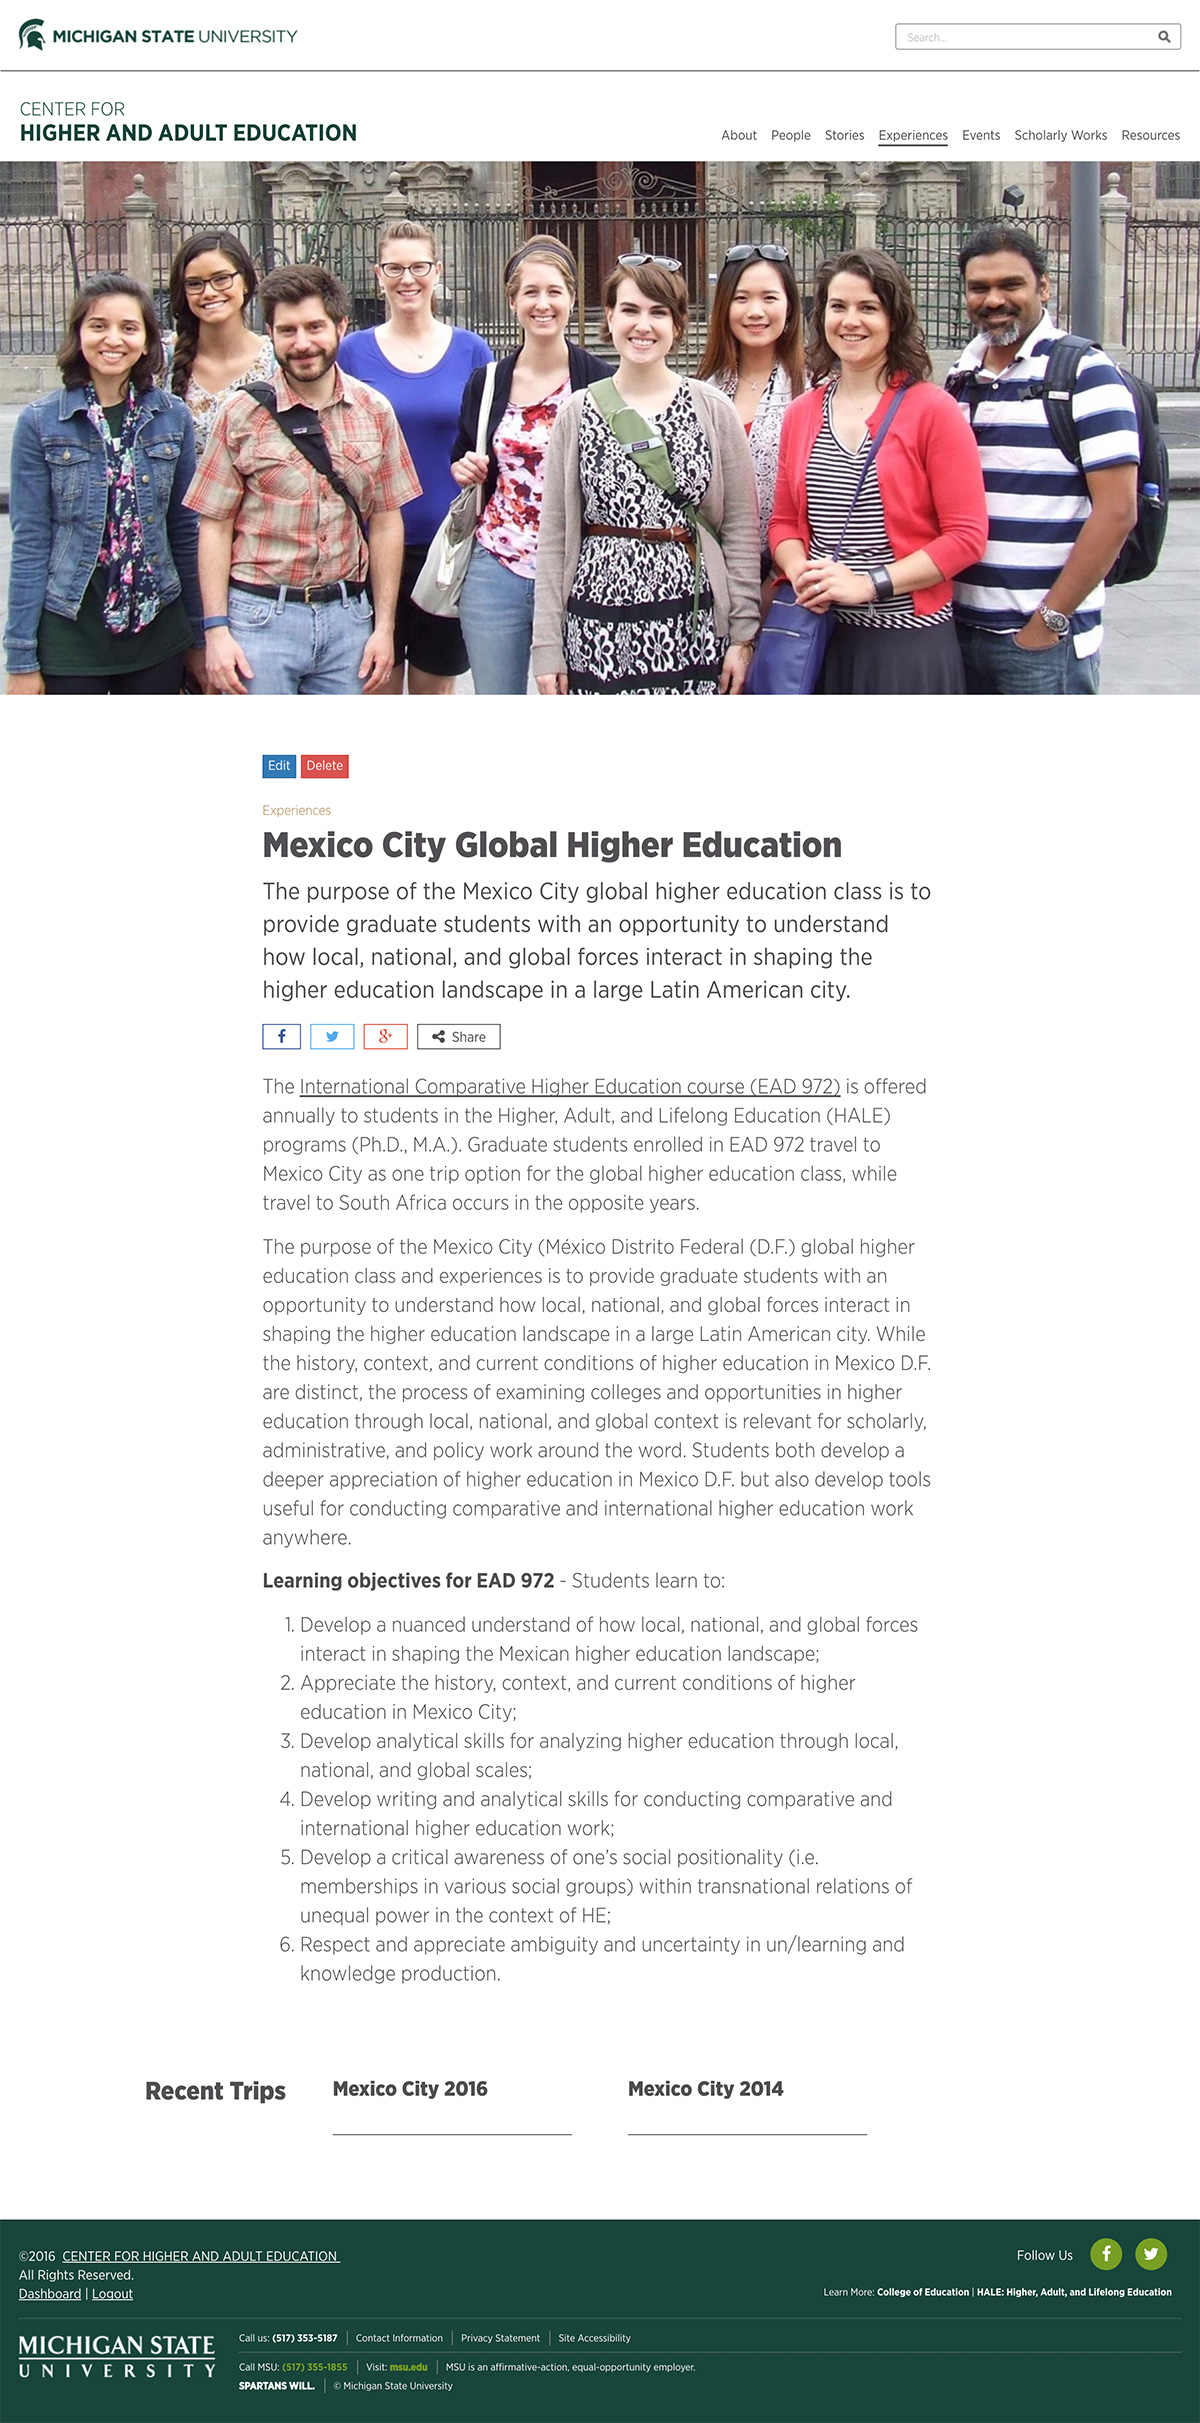 MICHIGAN STATE UNIVERSITY
Search...
CENTER FOR
HIGHER AND ADULT EDUCATION
About People Stories Experiences Events Scholarly Works Resources
Edit Delete
Experiences
Mexico City Global Higher Education
The purpose of the Mexico City global higher education class is to
provide graduate students with an opportunity to understand
how local, national, and global forces interact in shaping the
higher education landscape in a large Latin American city.
Share
The International Comparative Higher Education course (EAD 972) is offered
annually to students in the Higher, Adult, and Lifelong Education (HALE)
programs (Ph.D., M.A.). Graduate students enrolled in EAD 972 travel to
Mexico City as one trip option for the global higher education class, while
travel to South Africa occurs in the opposite years.
The purpose of the Mexico City (México Distrito Federal (D.F.) global higher
education class and experiences is to provide graduate students with an
opportunity to understand how local, national, and global forces interact in
shaping the higher education landscape in a large Latin American city. While
the history, context, and current conditions of higher education in Mexico D.F.
are distinct, the process of examining colleges and opportunities in higher
education through local, national, and global context is relevant for scholarly,
administrative, and policy work around the word. Students both develop a
deeper appreciation of higher education in Mexico D.F. but also develop tools
useful for conducting comparative and international higher education work
anywhere.
Learning objectives for EAD 972 - Students learn to:
1. Develop a nuanced understand of how local, national, and global forces
interact in shaping the Mexican higher education landscape;
2. Appreciate the history, context, and current conditions of higher
education in Mexico City;
3. Develop analytical skills for analyzing higher education through local,
national, and global scales;
4. Develop writing and analytical skills for conducting comparative and
international higher education work;
5. Develop a critical awareness of one’s social positionality (i.e.
memberships in various social groups) within transnational relations of
unequal power in the context of HE;
6. Respect and appreciate ambiguity and uncertainty in un/learning and
knowledge production.
Recent Trips Mexico City 2016 Mexico City 2014
©2016 CENTER FOR HIGHER AND ADULT EDUCATION
All Rights Reserved.
Dashboard | Logout
Follow Us
Learn More: College of Education | HALE: Higher, Adult, and Lifelong Education
MICHIGAN STATE
UNIVERSITY
Call us: (517) 353-5187 | Contact Information | Privacy Statement | Site Accessibility
Call MSU: (517) 355-1855 | Visit: msu.edu | MSU is an affirmative-action, equal-opportunity employer.
SPARTANS WILL. | © Michigan State University